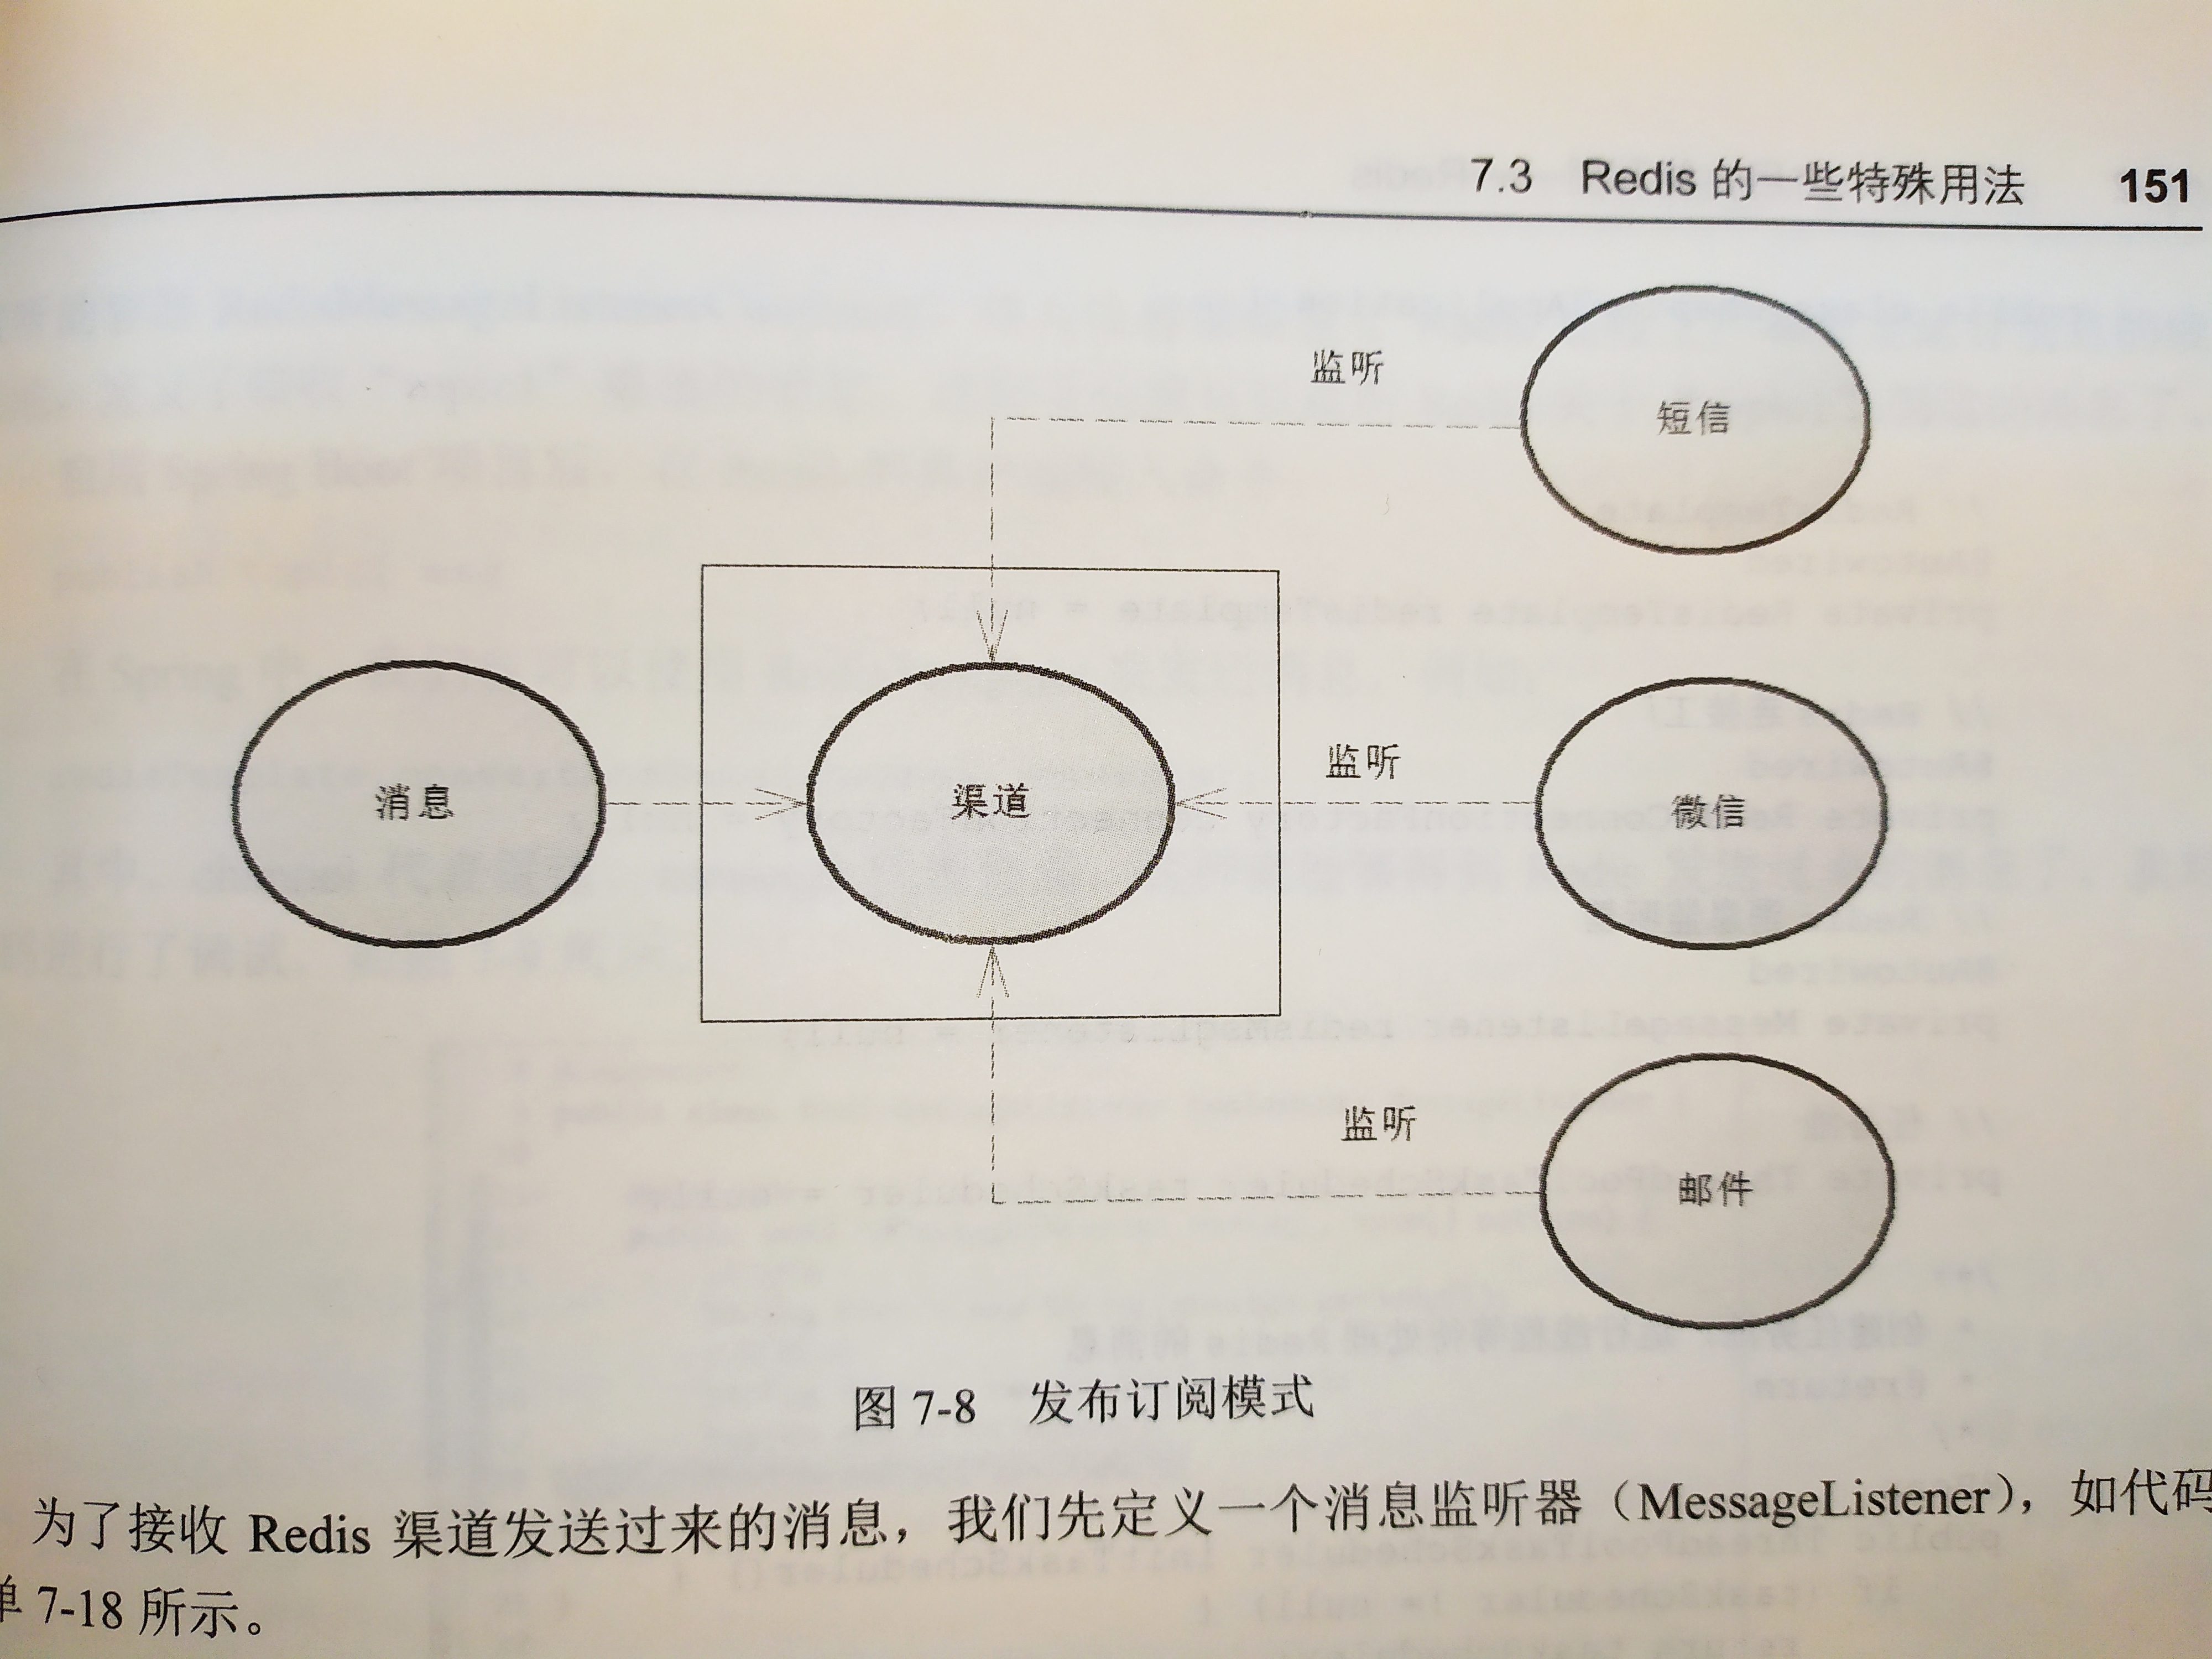 7.3 Redis 的一些特殊用法 151
监听
短信
消息
渠道
监听
微信
监听
邮件
图 7-8 发布订阅模式
为了接收 Redis 渠道发送过来的消息，我们先定义一个消息监听器（MessageListener），如代码
单 7-18 所示。